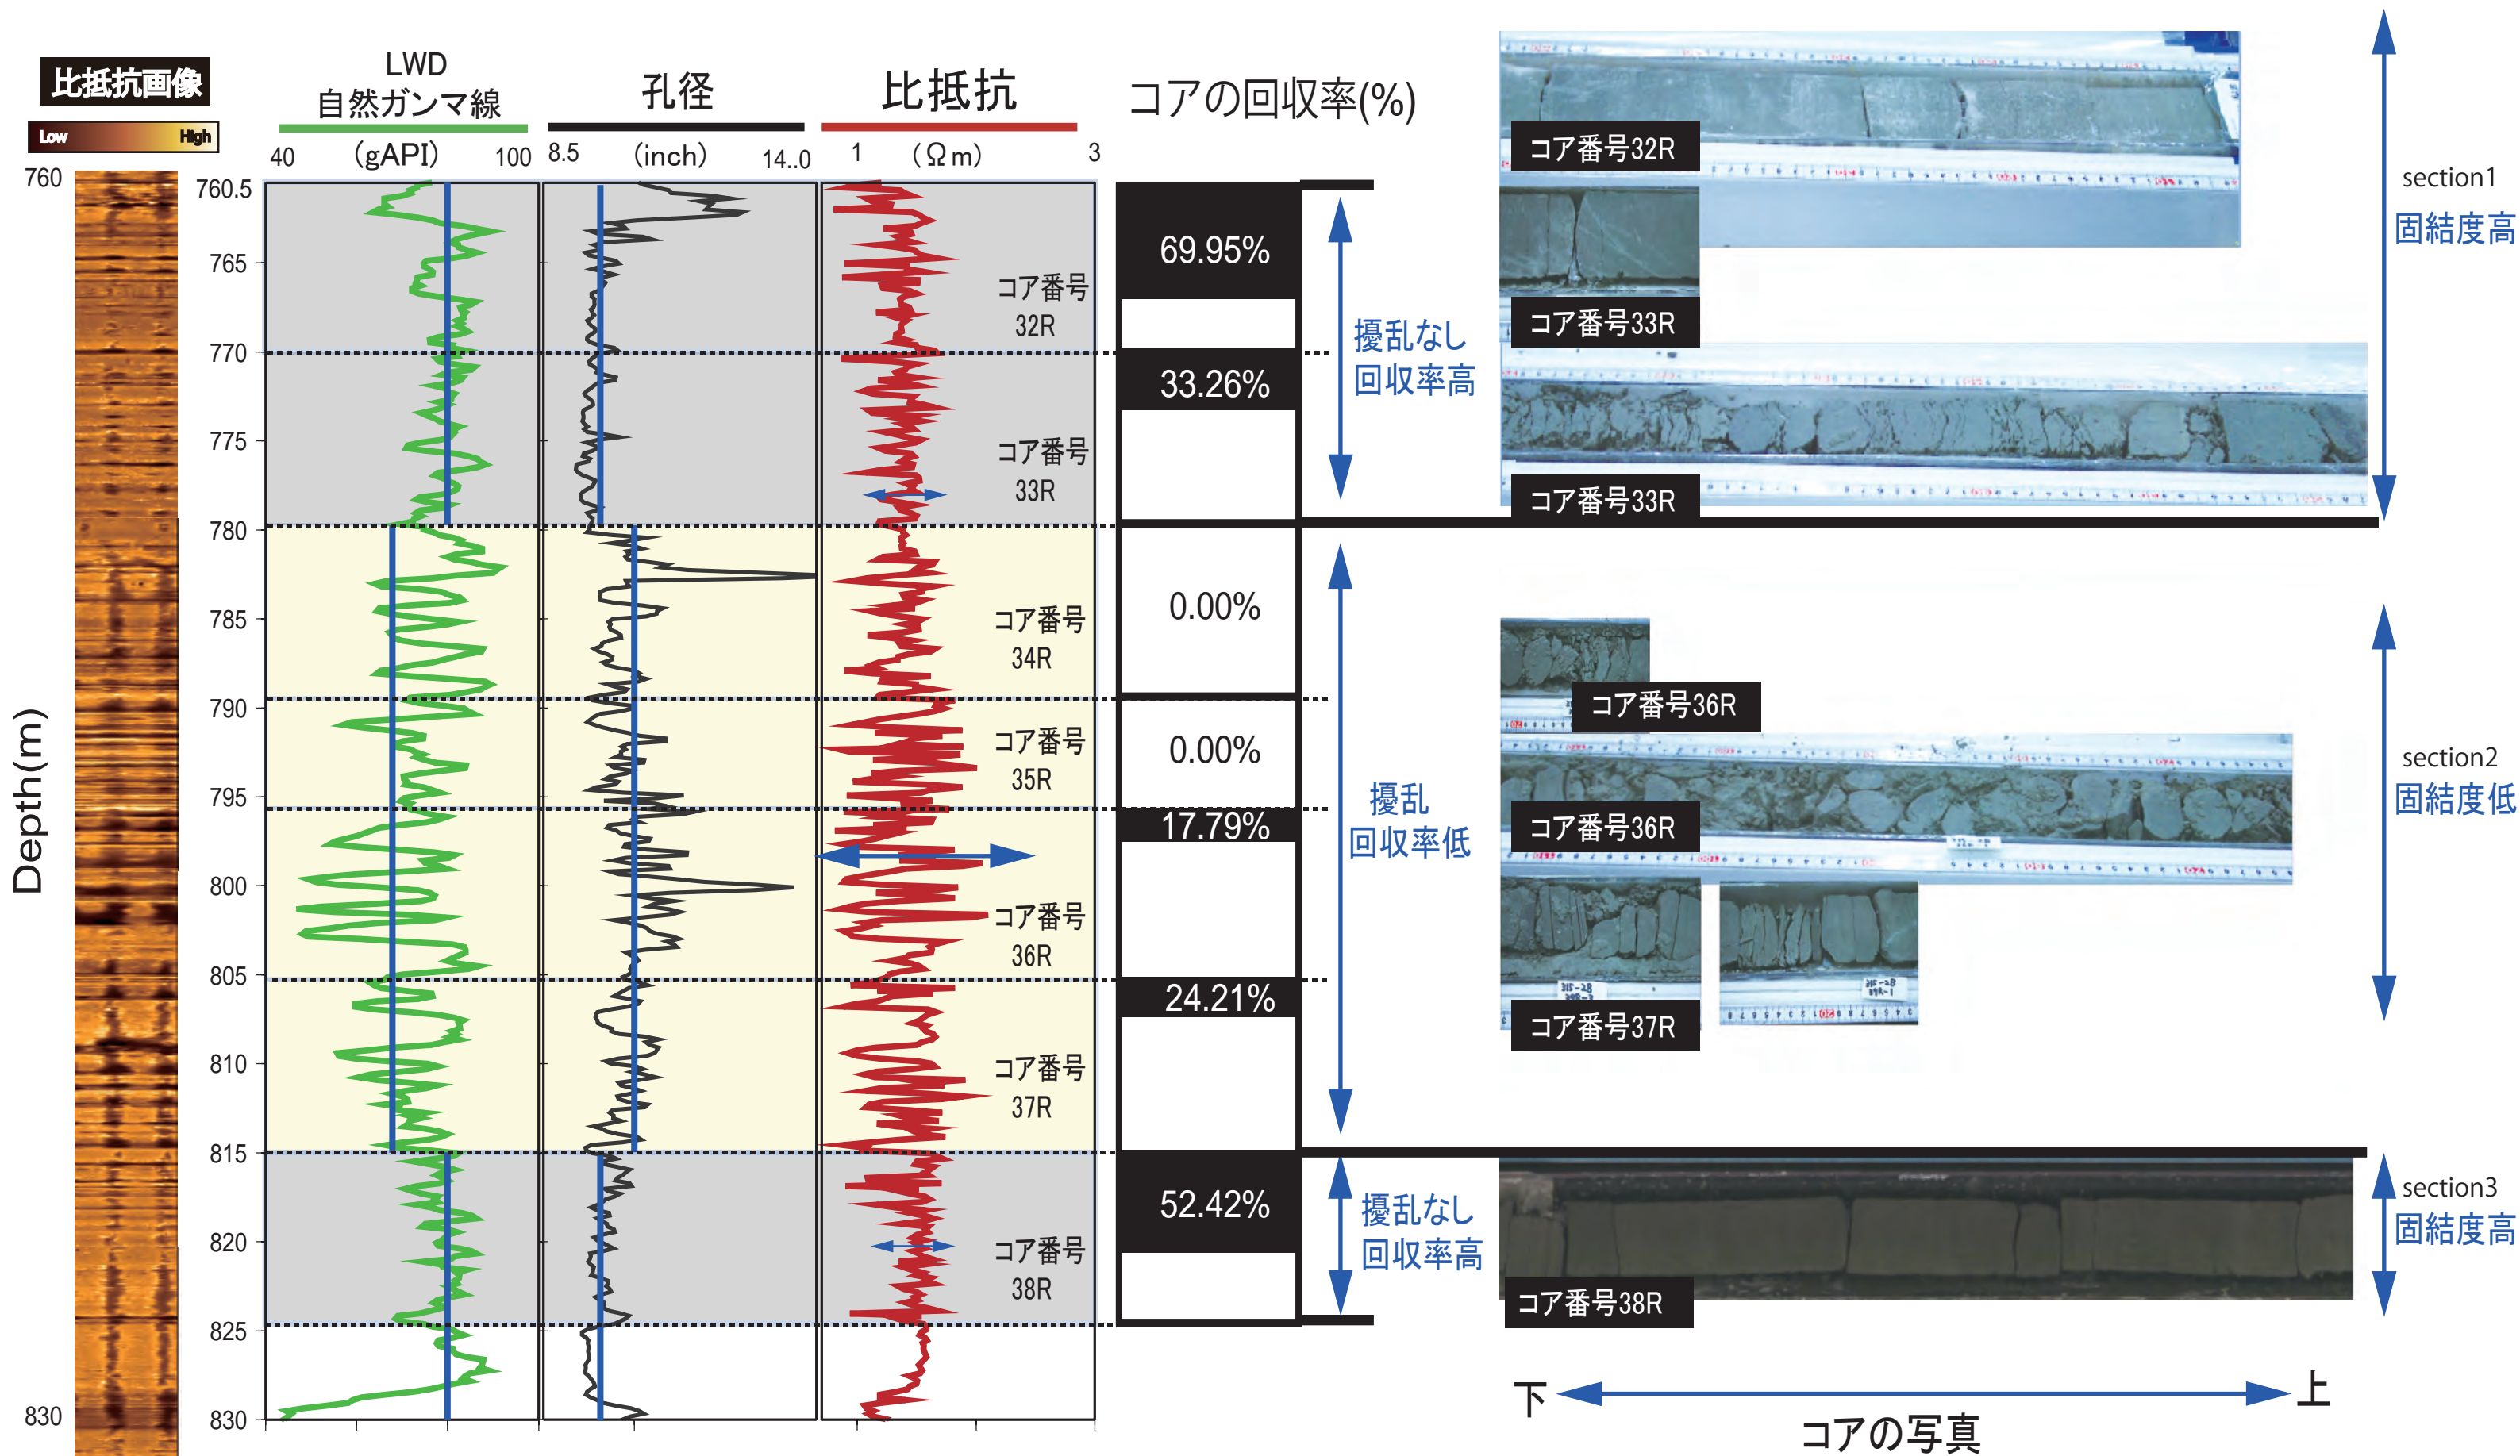 比抵抗画像
Low High
LWD
自然ガンマ線
40 (gAPI) 100
孔径
8.5 (inch) 14..0
比抵抗
1 (Ωm) 3
コアの回収率(%)
Depth(m)
760
830
760.5
765
770
775
780
785
790
795
800
805
810
815
820
825
830
コア番号
32R
コア番号
33R
コア番号
34R
コア番号
35R
コア番号
36R
コア番号
37R
コア番号
38R
69.95%
33.26%
0.00%
0.00%
17.79%
24.21%
52.42%
擾乱なし
回収率高
擾乱
回収率低
擾乱なし
回収率高
コア番号32R
コア番号33R
コア番号33R
コア番号36R
コア番号36R
コア番号37R
コア番号38R
section1
固結度高
section2
固結度低
section3
固結度高
下 上
コアの写真